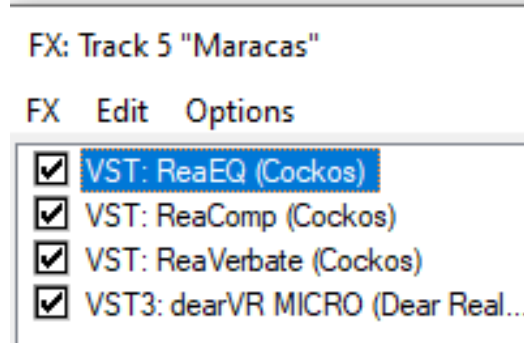 FX: Track 5 "Maracas"
FX Edit Options
VST: ReaEQ (Cockos)
VST: ReaComp (Cockos)
VST: ReaVerbate (Cockos)
VST3: dearVR MICRO (Dear Real...